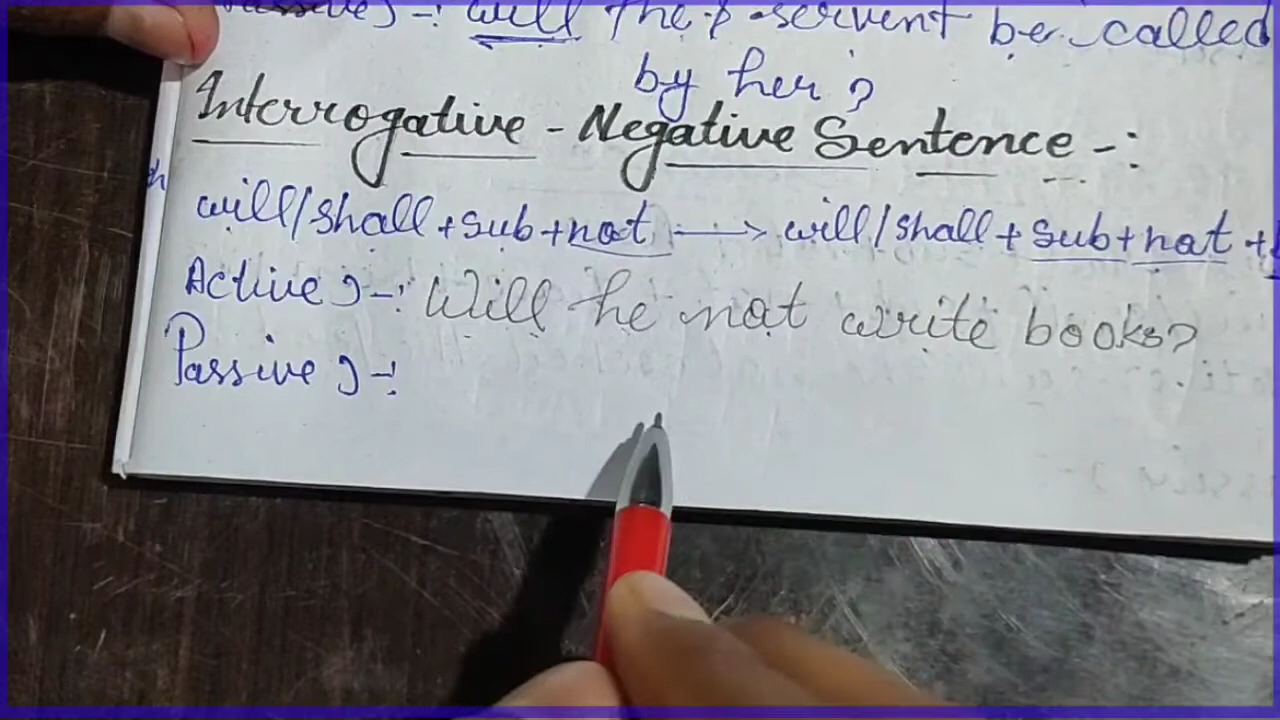 Passive) -: will the servent be called
by her ?
Interrogative - Negative Sentence -:
will/shall + sub + not → will/shall + sub + not +
Active) -: Will he not write books?
Passive) -: